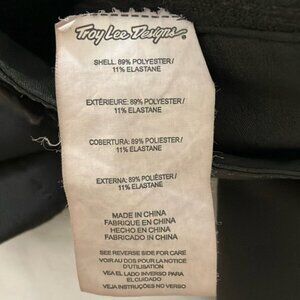 Troy Lee Designs
SHELL: 89% POLYESTER/
11% ELASTANE
EXTÉRIEURE: 89% POLYESTER/
11% ELASTANE
COBERTURA: 89% POLIESTER/
11% ELASTANE
EXTERNA: 89% POLIÉSTER/
11% ELASTANE
MADE IN CHINA
FABRIQUE EN CHINA
HECHO EN CHINA
FABRICADO IN CHINA
SEE REVERSE SIDE FOR CARE
VOIR AU DOS POUR LA NOTICE
D'UTILISATION
VEA EL LADO INVERSO PARA
EL CUIDADO
VEJA INSTRUÇÕES NO VERSO